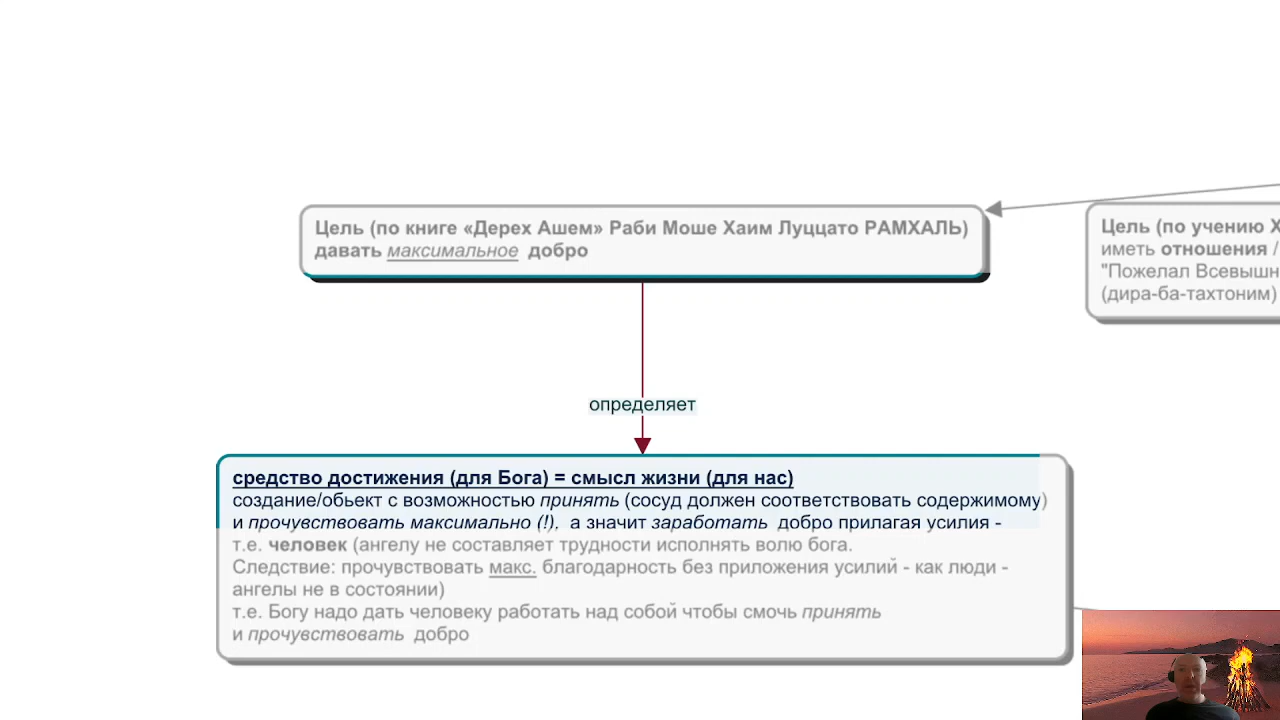 Цель (по книге «Дерех Ашем» Раби Моше Хаим Луццато РАМХАЛЬ)
давать максимальное добро
Цель (по учению Х
иметь отношения /
"Пожелал Всевышн
(дира-ба-тахтоним)
определяет
средство достижения (для Бога) = смысл жизни (для нас)
создание/обьект с возможностью принять (сосуд должен соответствовать содержимому)
и прочувствовать максимально (!), а значит заработать добро прилагая усилия -
т.е. человек (ангелу не составляет трудности исполнять волю бога.
Следствие: прочувствовать макс. благодарность без приложения усилий - как люди -
ангелы не в состоянии)
т.е. Богу надо дать человеку работать над собой чтобы смочь принять
и прочувствовать добро